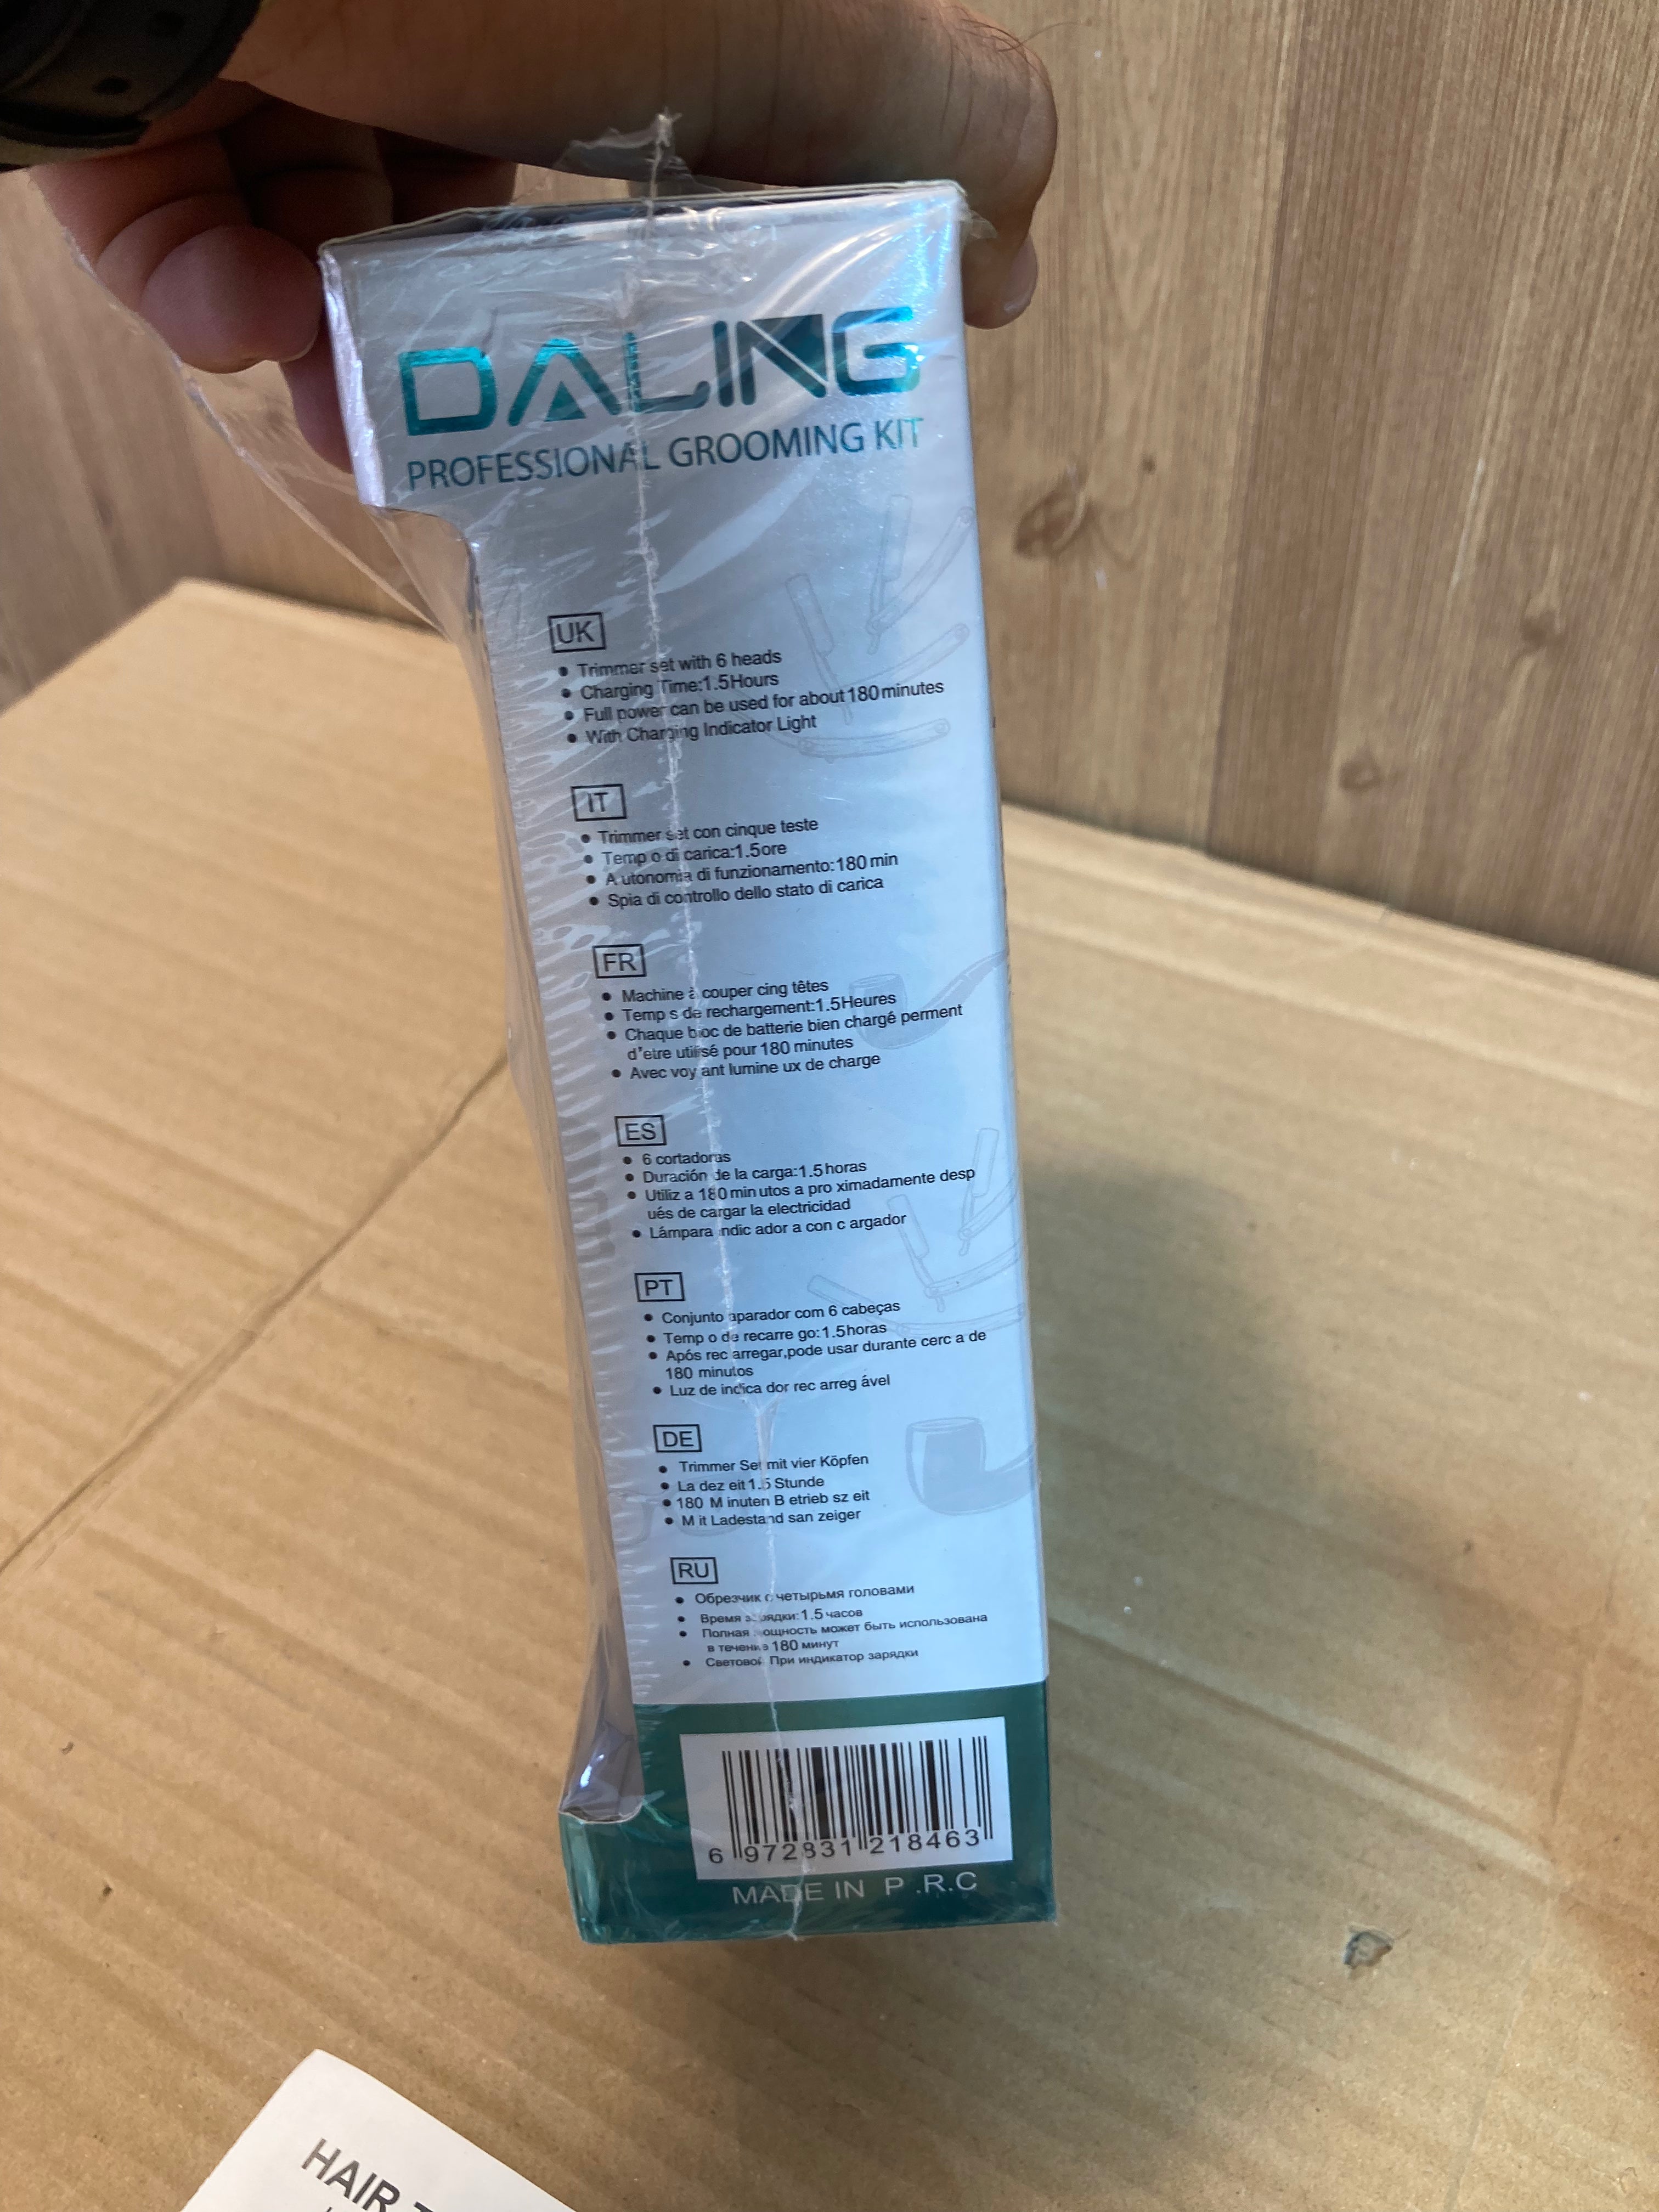 DALING
PROFESSIONAL GROOMING KIT
UK
• Trimmer set with 6 heads
• Charging Time:1.5Hours
• Full power can be used for about 180minutes
• With Charging Indicator Light
IT
• Trimmer set con cinque teste
• Temp o di carica:1.5ore
• A utonomia di funzionamento:180 min
• Spia di controllo dello stato di carica
FR
• Machine à couper cing têtes
• Temp s de rechargement:1.5Heures
• Chaque bloc de batterie bien chargé perment
d'etre utilisé pour 180 minutes
• Avec voy ant lumine ux de charge
ES
• 6 cortadoras
• Duración de la carga:1.5horas
• Utiliz a 180 min utos a pro ximadamente desp
ués de cargar la electricidad
• Lámpara indic ador a con c argador
PT
• Conjunto aparador com 6 cabeças
• Temp o de recarre go:1.5horas
• Após rec arregar,pode usar durante cerc a de
180 minutos
• Luz de indica dor rec arreg ável
DE
• Trimmer Set mit vier Köpfen
• La dez eit 1.5 Stunde
• 180 M inuten B etrieb sz eit
• M it Ladestand san zeiger
RU
• Обрезчик с четырьмя головами
• Время зарядки:1.5 часов
• Полная мощность может быть использована
в течение 180 минут
• Световой При индикатор зарядки
6 972831 218463
MADE IN P .R.C
HAIR